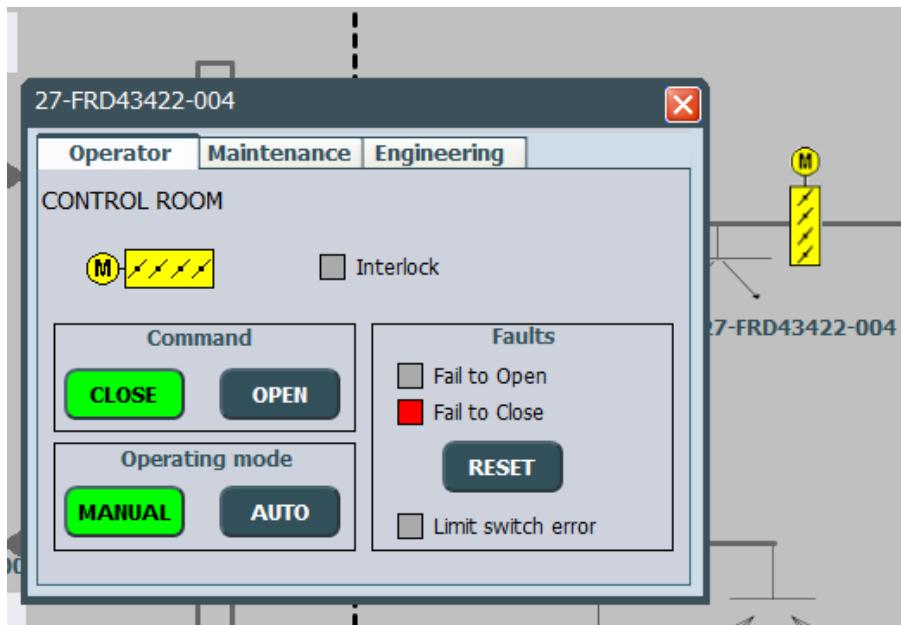 27-FRD43422-004
Operator Maintenance Engineering
CONTROL ROOM
M
M
Interlock
Command
CLOSE OPEN
Operating mode
MANUAL AUTO
Faults
Fail to Open
Fail to Close
RESET
Limit switch error
27-FRD43422-004